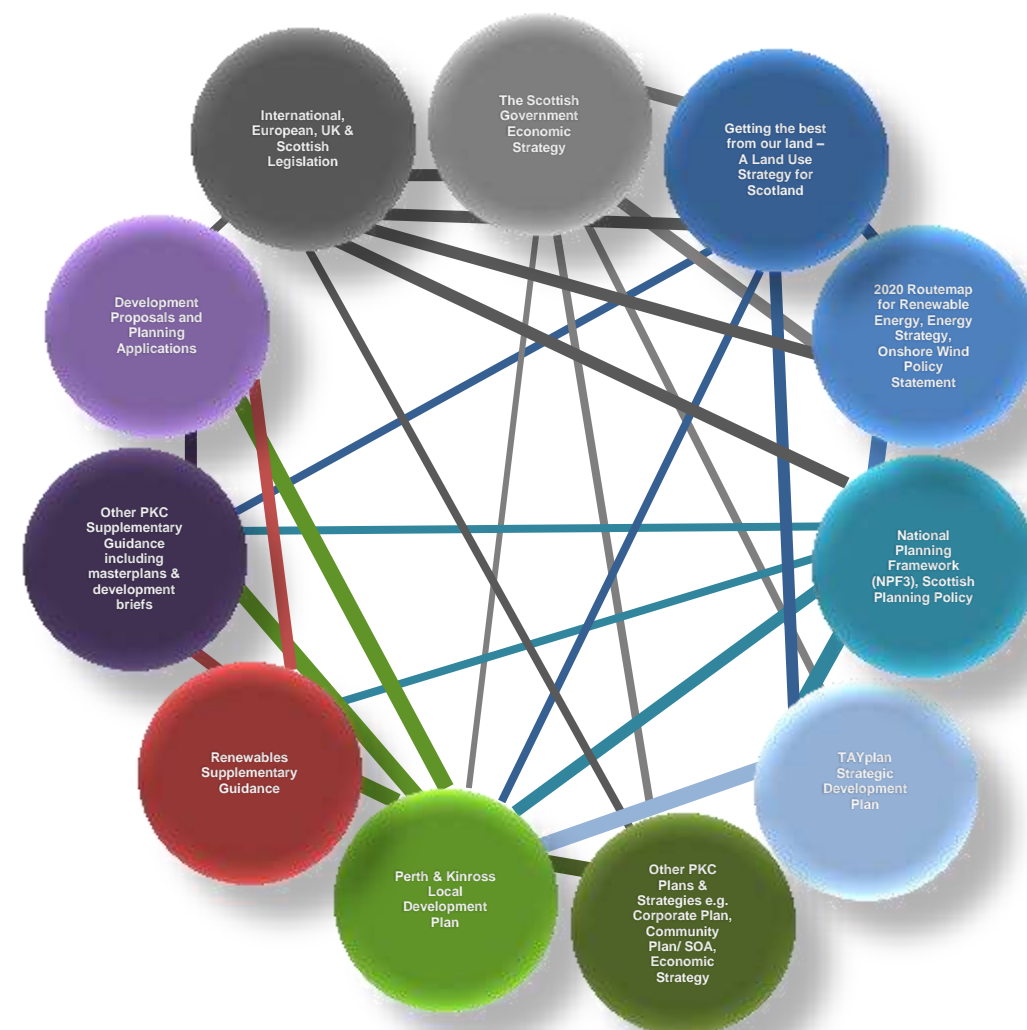 International,
European, UK &
Scottish
Legislation
The Scottish
Government
Economic
Strategy
Getting the best
from our land –
A Land Use
Strategy for
Scotland
2020 Routemap
for Renewable
Energy, Energy
Strategy,
Onshore Wind
Policy
Statement
National
Planning
Framework
(NPF3), Scottish
Planning Policy
TAYplan
Strategic
Development
Plan
Other PKC
Plans &
Strategies e.g.
Corporate Plan,
Community
Plan/ SOA,
Economic
Strategy
Perth & Kinross
Local
Development
Plan
Renewables
Supplementary
Guidance
Other PKC
Supplementary
Guidance
including
masterplans &
development
briefs
Development
Proposals and
Planning
Applications